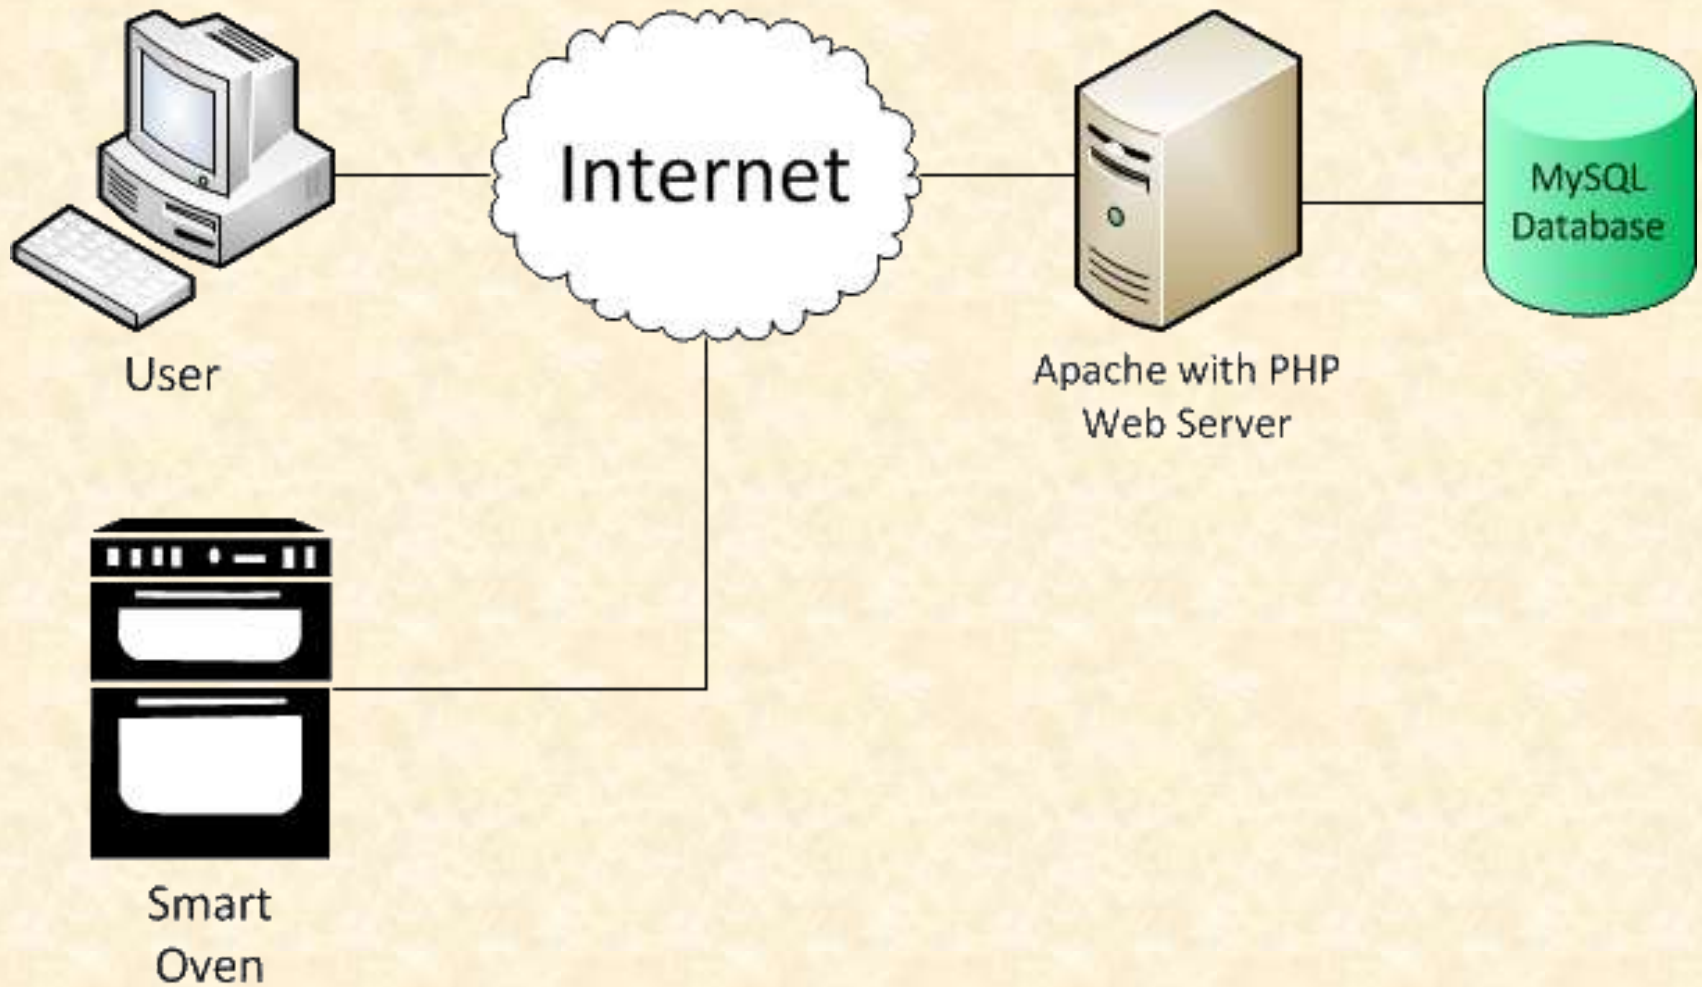 Internet
MySQL
Database
User
Apache with PHP
Web Server
Smart
Oven